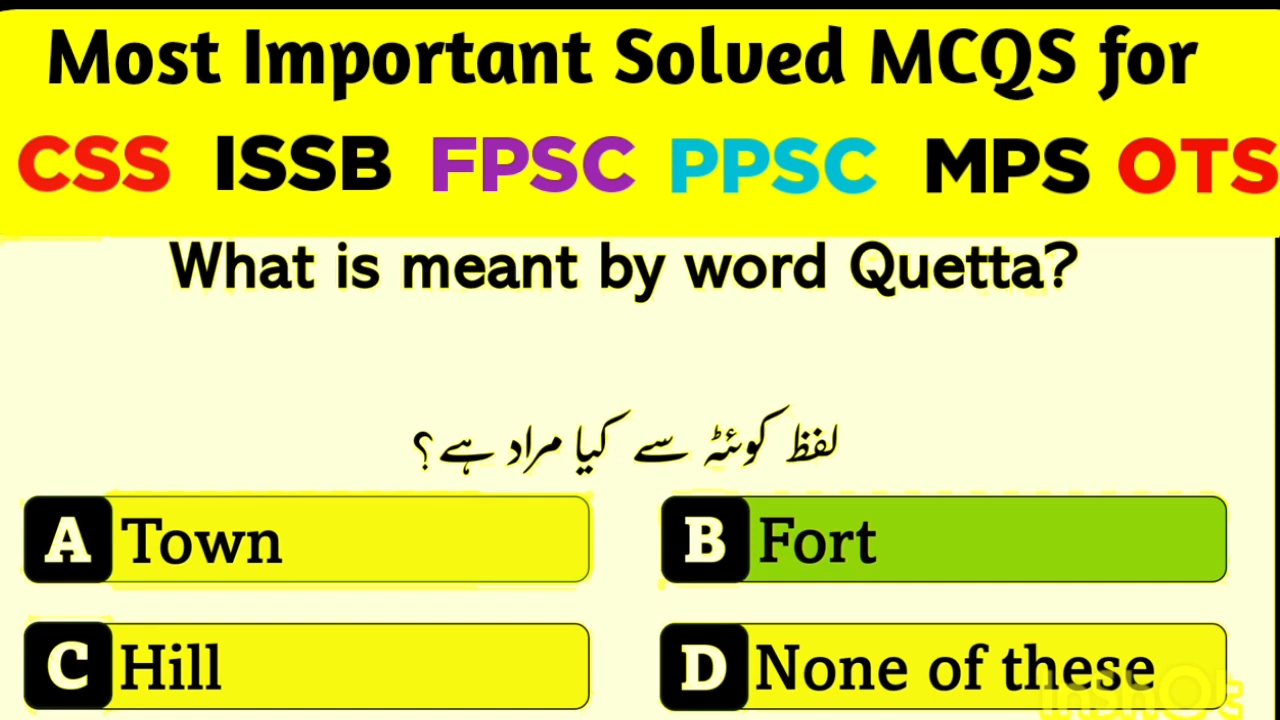 Most Important Solved MCQS for
CSS ISSB FPSC PPSC MPS OTS
What is meant by word Quetta?
لفظ کوئٹہ سے کیا مراد ہے؟
A Town
B Fort
C Hill
D None of these
InShOt